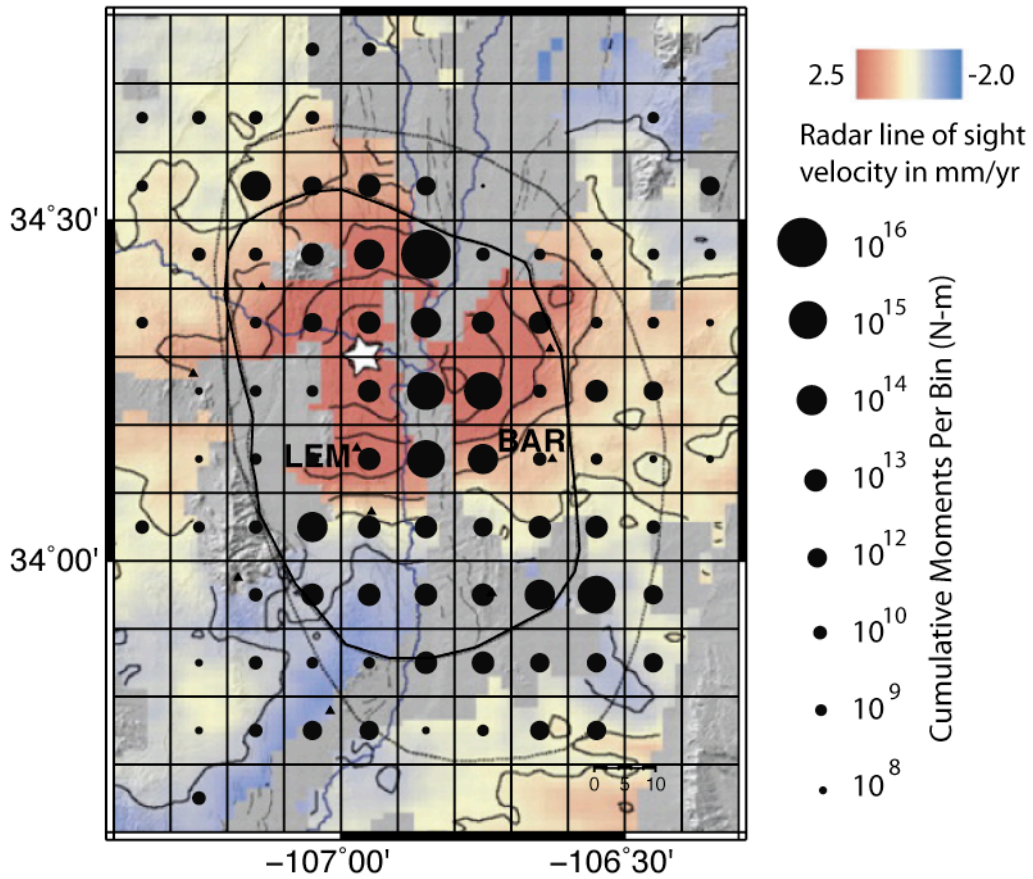 2.5 -2.0
Radar line of sight
velocity in mm/yr
34°30'
34°00'
-107°00' -106°30'
LEM
BAR
0 5 10
10^16
10^15
10^14
10^13
10^12
10^10
10^9
10^8
Cumulative Moments Per Bin (N-m)